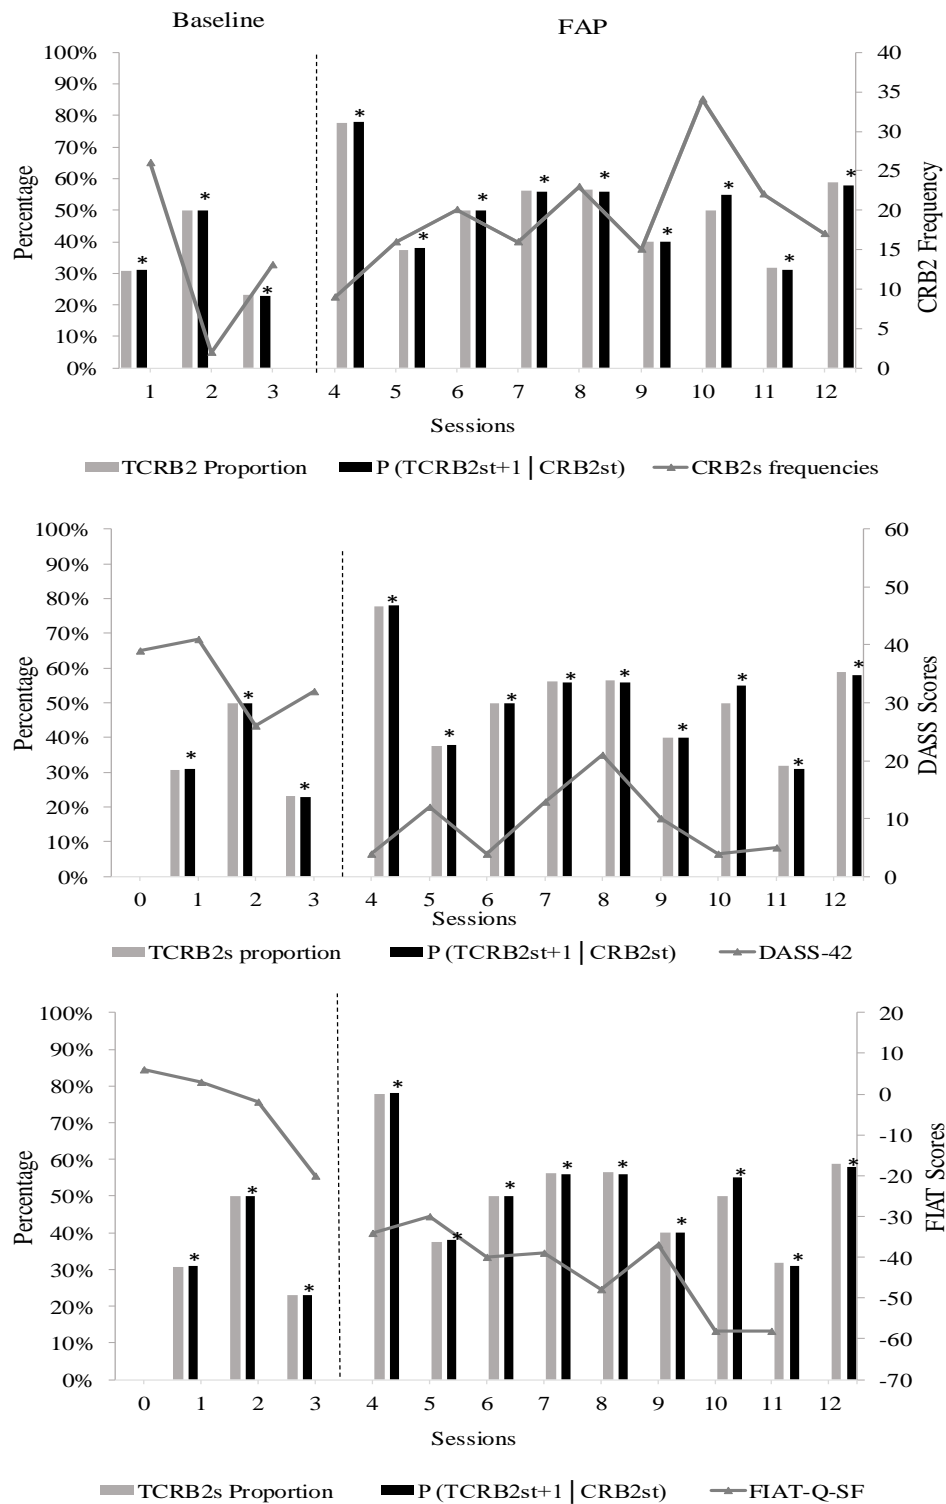 Baseline FAP
100% 40
90% 35
80% 30
70% 25
60% 20
50% 15
40% 10
30% 5
20% 0
10%
0%
Percentage
CRB2 Frequency
* * * * * * * * * * * *
1 2 3 4 5 6 7 8 9 10 11 12
Sessions
TCRB2 Proportion P (TCRB2st+1 | CRB2st) CRB2s frequencies
100% 60
90% 50
80% 40
70% 30
60% 20
50% 10
40% 0
30%
20%
10%
0%
Percentage
DASS Scores
* * * * * * * * * * * *
0 1 2 3 4 5 6 7 8 9 10 11 12
Sessions
TCRB2s proportion P (TCRB2st+1 | CRB2st) DASS-42
100% 20
90% 10
80% 0
70% -10
60% -20
50% -30
40% -40
30% -50
20% -60
10% -70
0%
Percentage
FIAT Scores
* * * * * * * * * * * *
0 1 2 3 4 5 6 7 8 9 10 11 12
Sessions
TCRB2s Proportion P (TCRB2st+1 | CRB2st) FIAT-Q-SF